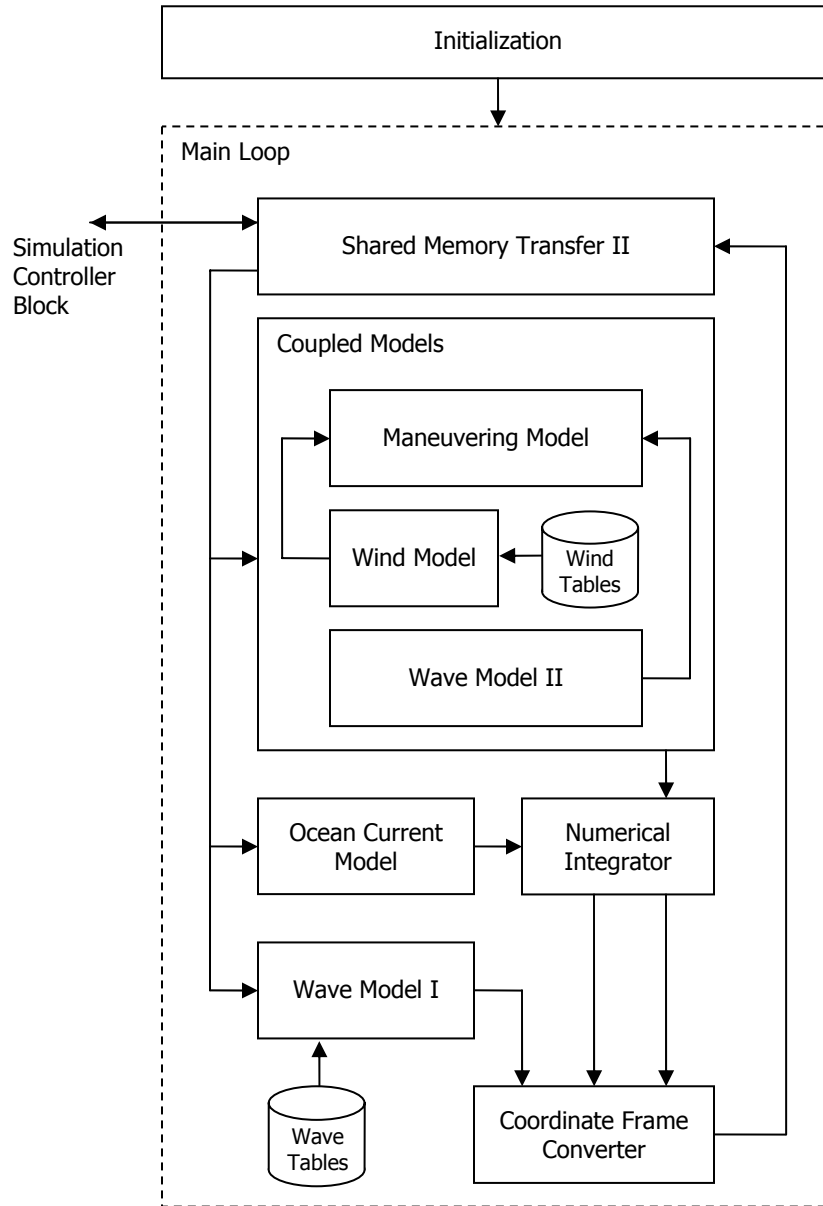 Initialization
Main Loop
Shared Memory Transfer II
Simulation
Controller
Block
Coupled Models
Maneuvering Model
Wind Model
Wind
Tables
Wave Model II
Ocean Current
Model
Numerical
Integrator
Wave Model I
Wave
Tables
Coordinate Frame
Converter